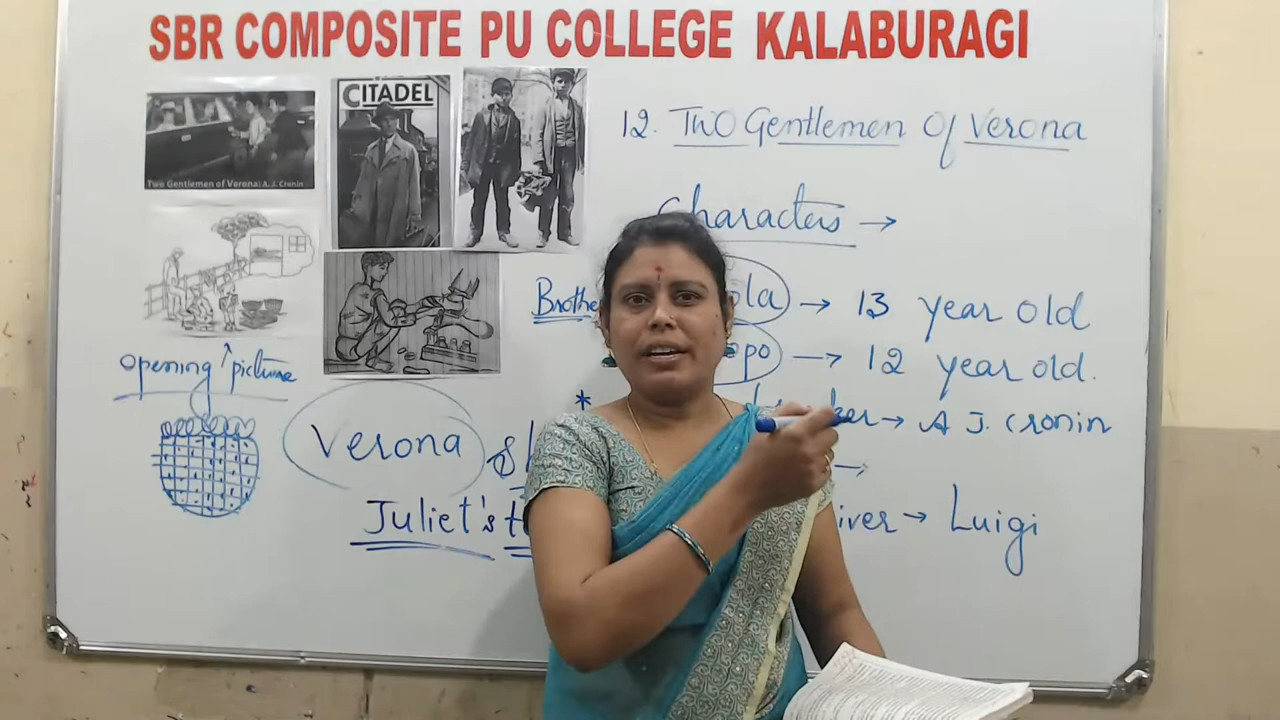 SBR COMPOSITE PU COLLEGE KALABURAGI
Two Gentlemen of Verona: A. J. Cronin
CITADEL
12. Two Gentlemen Of Verona
Characters →
→ 13 year old
→ 12 year old.
opening picture
* → A J. Cronin
Verona
→
Juliet's → Luigi